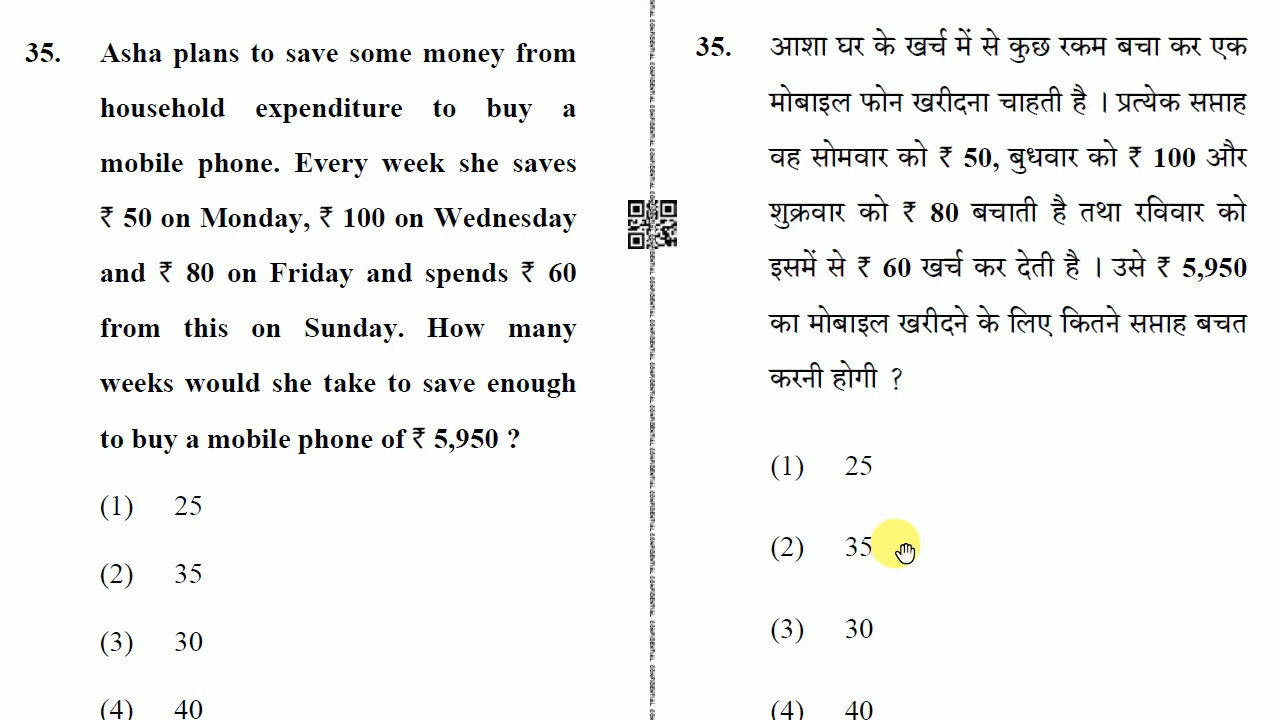 35. Asha plans to save some money from
household expenditure to buy a
mobile phone. Every week she saves
₹ 50 on Monday, ₹ 100 on Wednesday
and ₹ 80 on Friday and spends ₹ 60
from this on Sunday. How many
weeks would she take to save enough
to buy a mobile phone of ₹ 5,950 ?
(1) 25
(2) 35
(3) 30
(4) 40
35. आशा घर के खर्च में से कुछ रकम बचा कर एक
मोबाइल फोन खरीदना चाहती है । प्रत्येक सप्ताह
वह सोमवार को ₹ 50, बुधवार को ₹ 100 और
शुक्रवार को ₹ 80 बचाती है तथा रविवार को
इसमें से ₹ 60 खर्च कर देती है । उसे ₹ 5,950
का मोबाइल खरीदने के लिए कितने सप्ताह बचत
करनी होगी ?
(1) 25
(2) 35
(3) 30
(4) 40